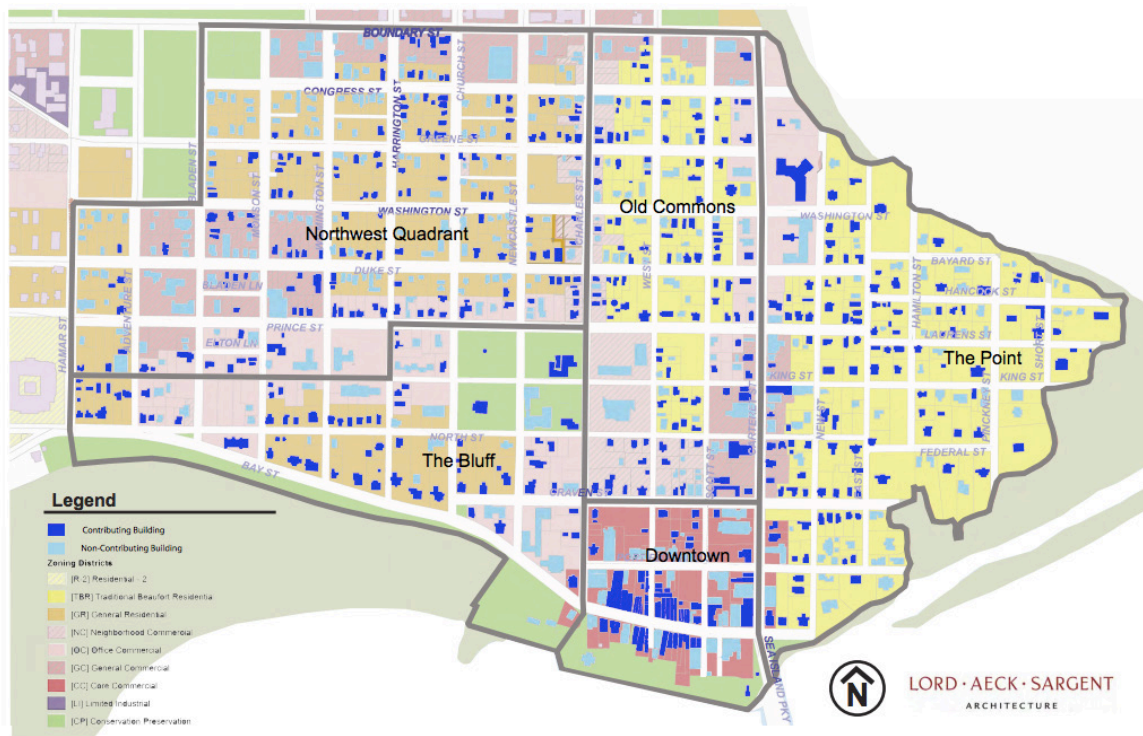 BOUNDARY ST
CHURCH ST
CONGRESS ST
HARRINGTON ST
GREENE ST
BLADEN ST
MONSON ST
WASHINGTON ST
WASHINGTON ST
NEWCASTLE ST
CHARLES ST
Old Commons
WASHINGTON ST
Northwest Quadrant
WEST ST
HAMILTON ST
BAYARD ST
DUKE ST
BLADEN LN
HANCOCK ST
HAMAR ST
ADVENTURE ST
PRINCE ST
ELTON LN
LAURENS ST
SHORT ST
The Point
KING ST
KING ST
CARTERET ST
NEW ST
PINCKNEY ST
NORTH ST
The Bluff
BAY ST
SCOTT ST
EAST ST
FEDERAL ST
CRAVEN ST
Legend
Contributing Building
Non-Contributing Building
Zoning Districts
[R-2] Residential - 2
[TBR] Traditional Beaufort Residential
[GR] General Residential
[NC] Neighborhood Commercial
[OC] Office Commercial
[GC] General Commercial
[CC] Core Commercial
[LI] Limited Industrial
[CP] Conservation Preservation
Downtown
SEA ISLAND PKY
N
LORD · AECK · SARGENT
ARCHITECTURE